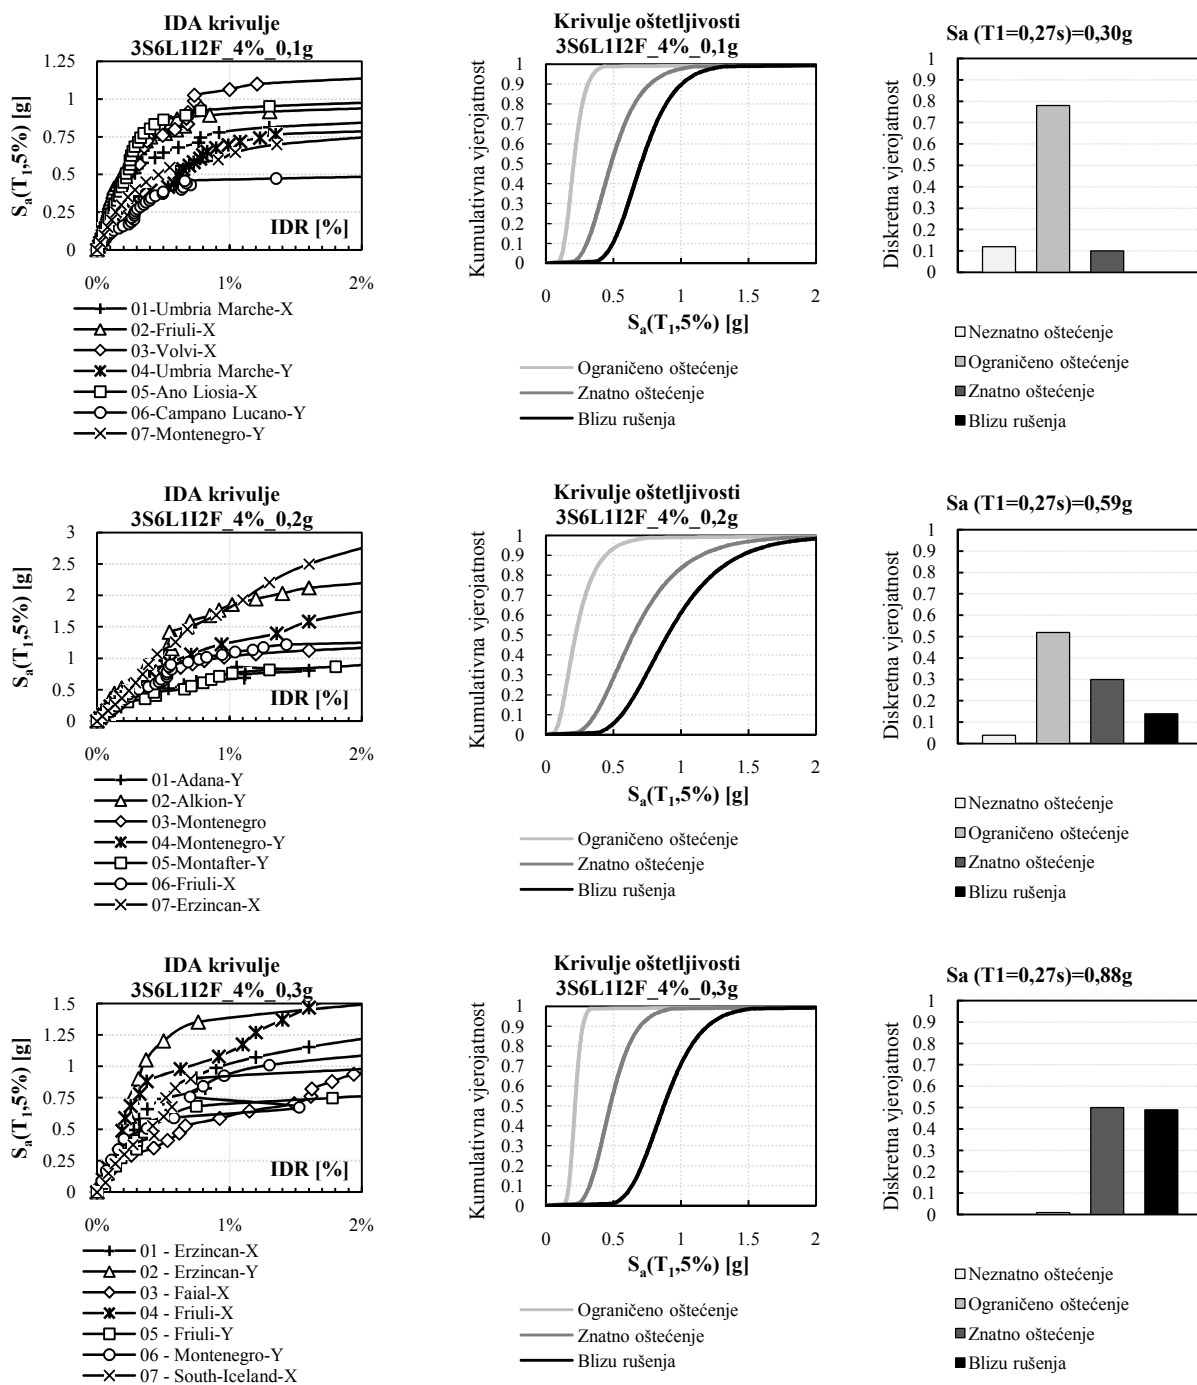 IDA krivulje
3S6L1I2F_4%_0,1g
1.25
1
0.75
0.5
0.25
0
Sa(T1,5%) [g]
IDR [%]
0%
1%
2%
01-Umbria Marche-X
02-Friuli-X
03-Volvi-X
04-Umbria Marche-Y
05-Ano Liosia-X
06-Campano Lucano-Y
07-Montenegro-Y
Krivulje oštetljivosti
3S6L1I2F_4%_0,1g
Kumulativna vjerojatnost
1
0.9
0.8
0.7
0.6
0.5
0.4
0.3
0.2
0.1
0
0
0.5
1
1.5
2
Sa(T1,5%) [g]
Ograničeno oštećenje
Znatno oštećenje
Blizu rušenja
Sa (T1=0,27s)=0,30g
Diskretna vjerojatnost
1
0.9
0.8
0.7
0.6
0.5
0.4
0.3
0.2
0.1
0
Neznatno oštećenje
Ograničeno oštećenje
Znatno oštećenje
Blizu rušenja
IDA krivulje
3S6L1I2F_4%_0,2g
3
2.5
2
1.5
1
0.5
0
Sa(T1,5%) [g]
IDR [%]
0%
1%
2%
01-Adana-Y
02-Alkion-Y
03-Montenegro
04-Montenegro-Y
05-Montafter-Y
06-Friuli-X
07-Erzincan-X
Krivulje oštetljivosti
3S6L1I2F_4%_0,2g
Kumulativna vjerojatnost
1
0.9
0.8
0.7
0.6
0.5
0.4
0.3
0.2
0.1
0
0
0.5
1
1.5
2
Sa(T1,5%) [g]
Ograničeno oštećenje
Znatno oštećenje
Blizu rušenja
Sa (T1=0,27s)=0,59g
Diskretna vjerojatnost
1
0.9
0.8
0.7
0.6
0.5
0.4
0.3
0.2
0.1
0
Neznatno oštećenje
Ograničeno oštećenje
Znatno oštećenje
Blizu rušenja
IDA krivulje
3S6L1I2F_4%_0,3g
1.5
1.25
1
0.75
0.5
0.25
0
Sa(T1,5%) [g]
IDR [%]
0%
1%
2%
01 - Erzincan-X
02 - Erzincan-Y
03 - Faial-X
04 - Friuli-X
05 - Friuli-Y
06 - Montenegro-Y
07 - South-Iceland-X
Krivulje oštetljivosti
3S6L1I2F_4%_0,3g
Kumulativna vjerojatnost
1
0.9
0.8
0.7
0.6
0.5
0.4
0.3
0.2
0.1
0
0
0.5
1
1.5
2
Sa(T1,5%) [g]
Ograničeno oštećenje
Znatno oštećenje
Blizu rušenja
Sa (T1=0,27s)=0,88g
Diskretna vjerojatnost
1
0.9
0.8
0.7
0.6
0.5
0.4
0.3
0.2
0.1
0
Neznatno oštećenje
Ograničeno oštećenje
Znatno oštećenje
Blizu rušenja